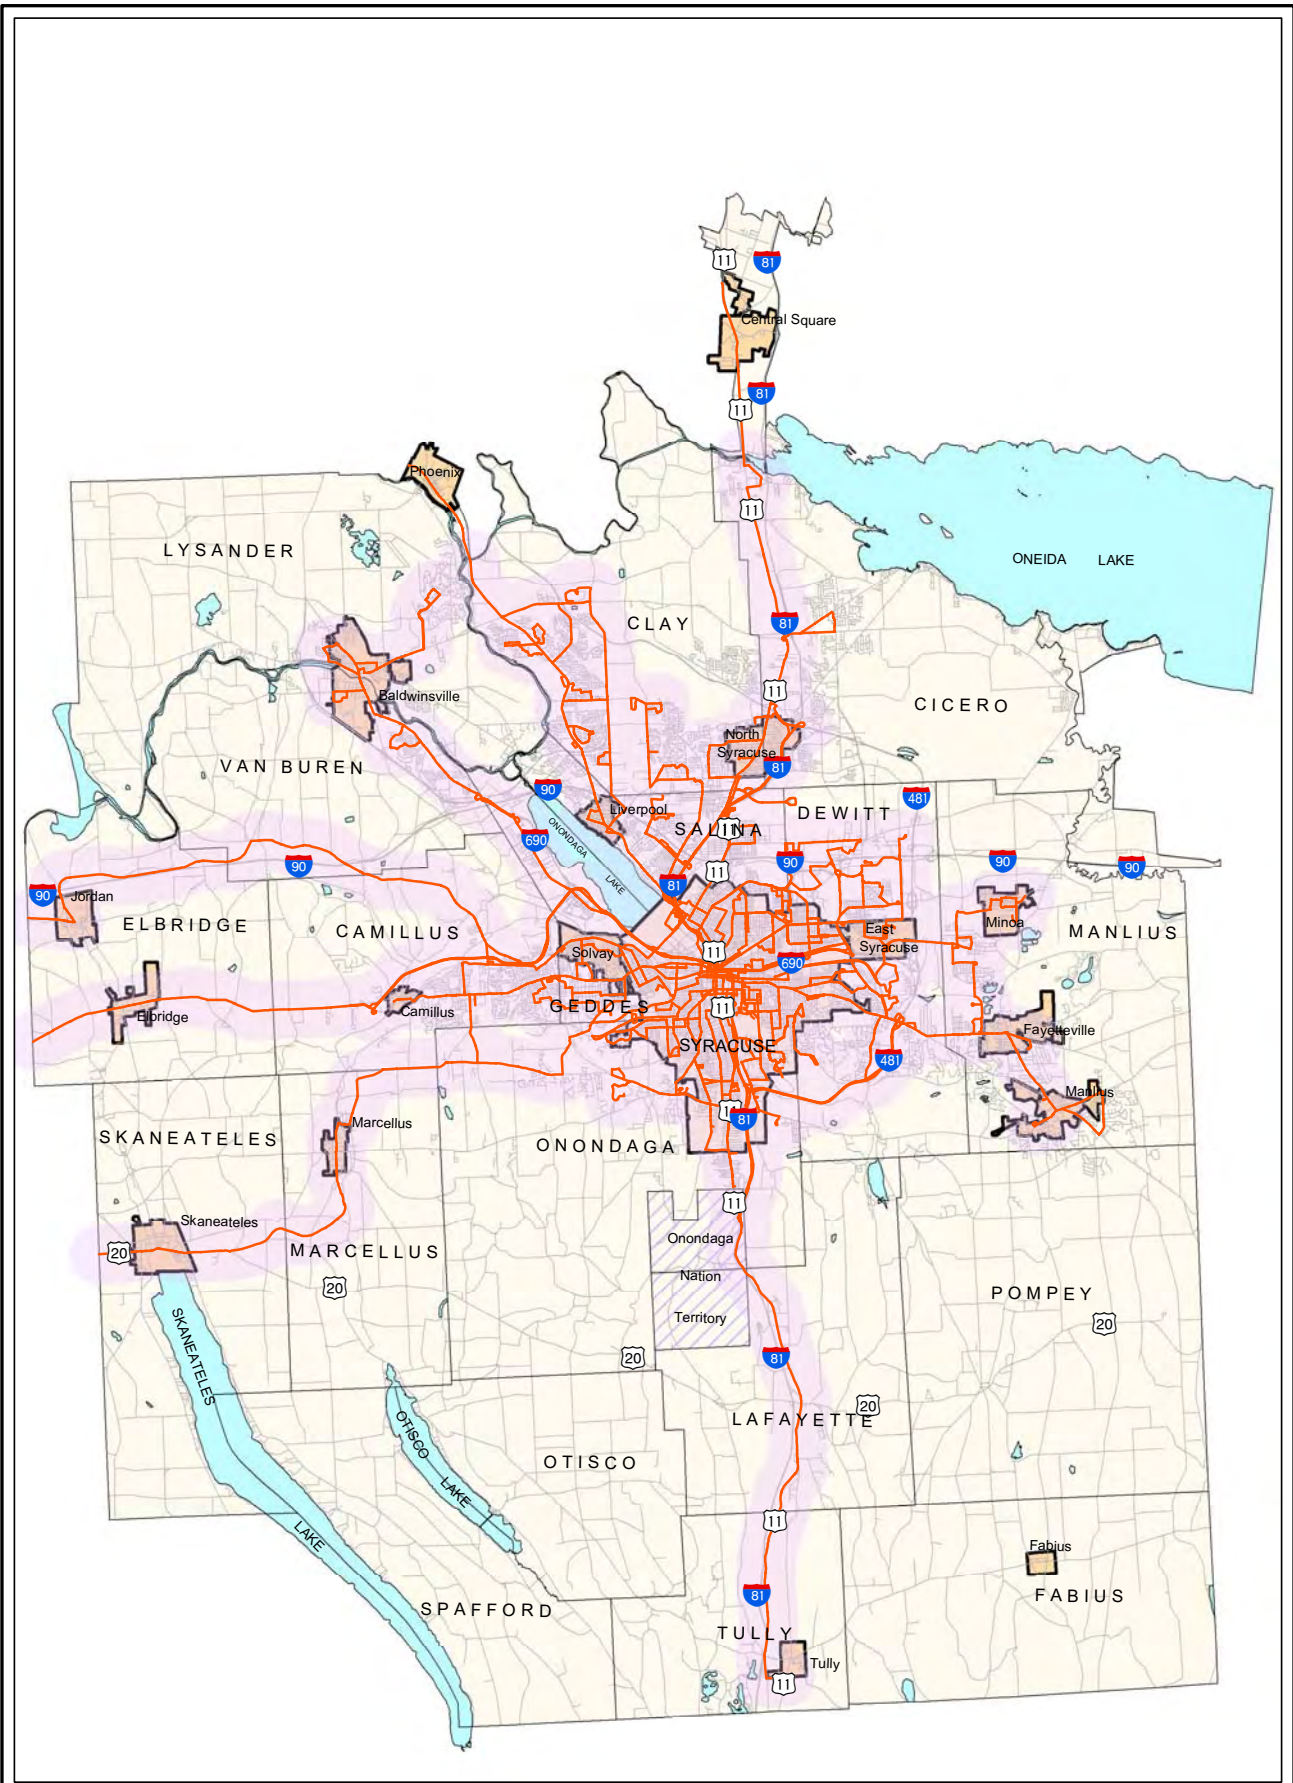 11
81
Central Square
81
11
Phoenix
11
LYSANDER
ONEIDA LAKE
81
CLAY
11
Baldwinsville
CICERO
North
Syracuse
VAN BUREN
81
90
481
Liverpool
DEWITT
SALINA
11
690
ONONDAGA
LAKE
90
90
90
90
11
81
90
Jordan
ELBRIDGE
CAMILLUS
Minoa
East
Syracuse
MANLIUS
Solvay
11
690
Elbridge
Camillus
GEDDES
11
Fayetteville
SYRACUSE
481
Manlius
11
81
Marcellus
SKANEATELES
ONONDAGA
11
Skaneateles
20
MARCELLUS
Onondaga
Nation
Territory
20
POMPEY
20
SKANEATELES
LAKE
20
81
20
LAFAYETTE
OTISCO
LAKE
OTISCO
11
Fabius
81
FABIUS
SPAFFORD
TULLY
Tully
11